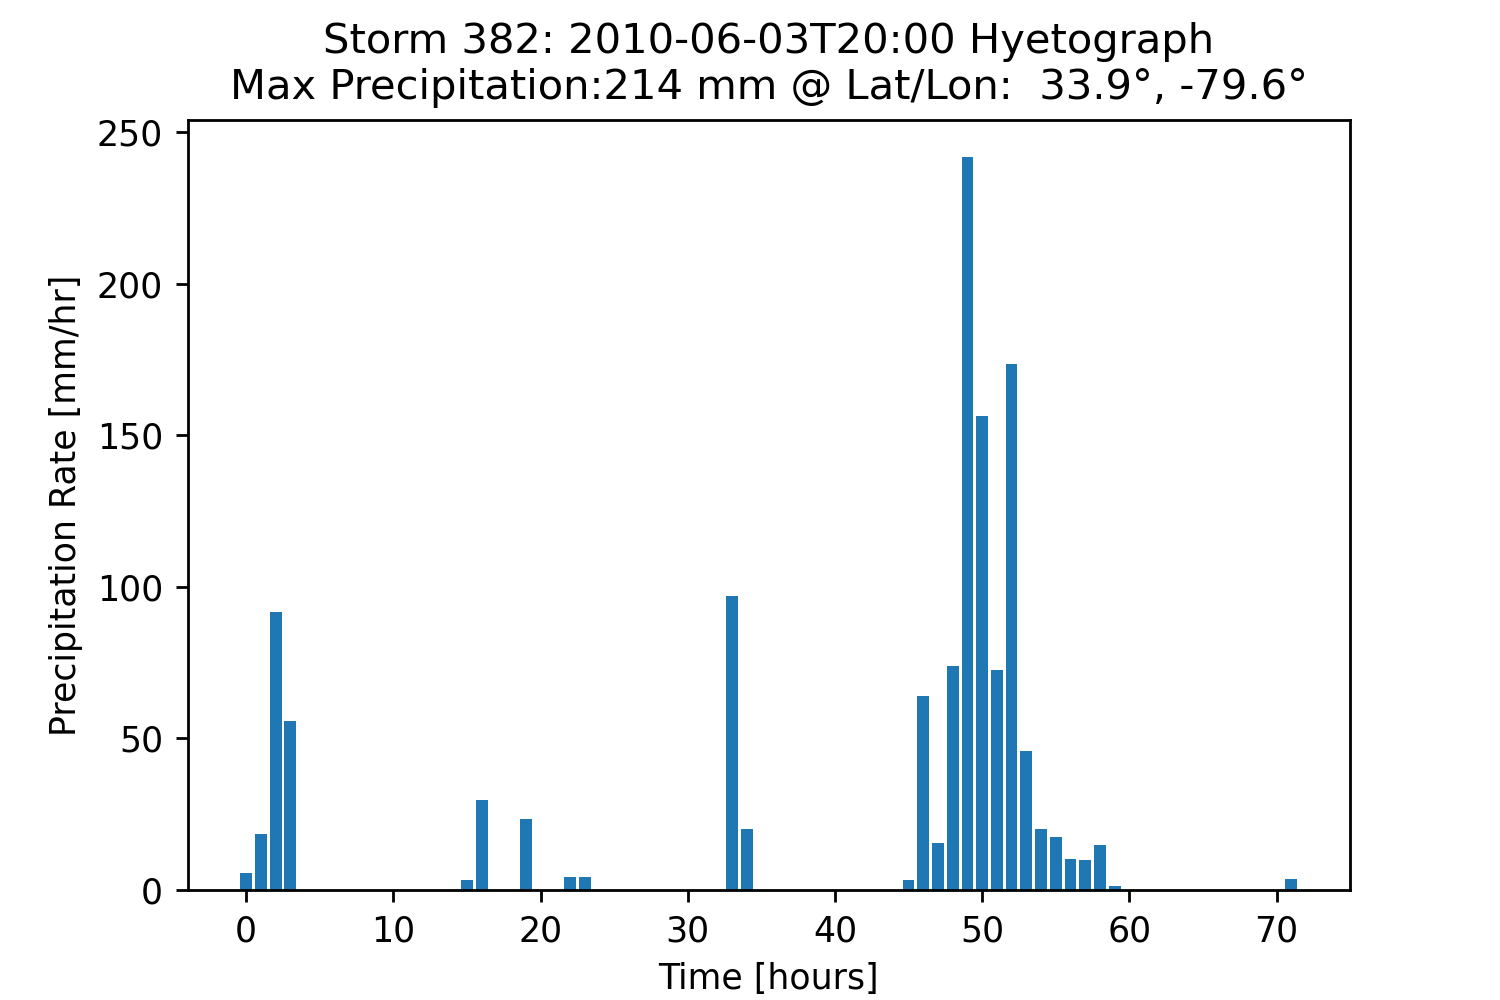 Storm 382: 2010-06-03T20:00 Hyetograph
Max Precipitation:214 mm @ Lat/Lon:  33.9°, -79.6°
250
200
150
100
50
0
Precipitation Rate [mm/hr]
0 10 20 30 40 50 60 70
Time [hours]